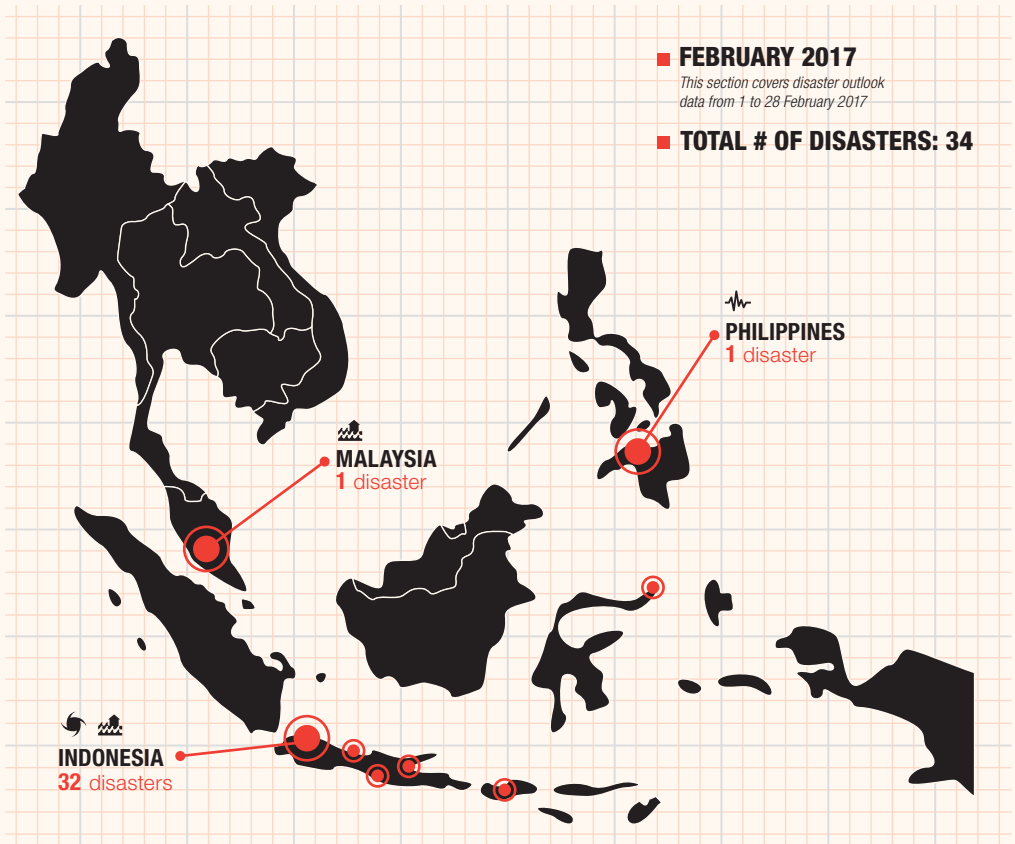 FEBRUARY 2017
This section covers disaster outlook
data from 1 to 28 February 2017
TOTAL # OF DISASTERS: 34
PHILIPPINES
1 disaster
MALAYSIA
1 disaster
INDONESIA
32 disasters